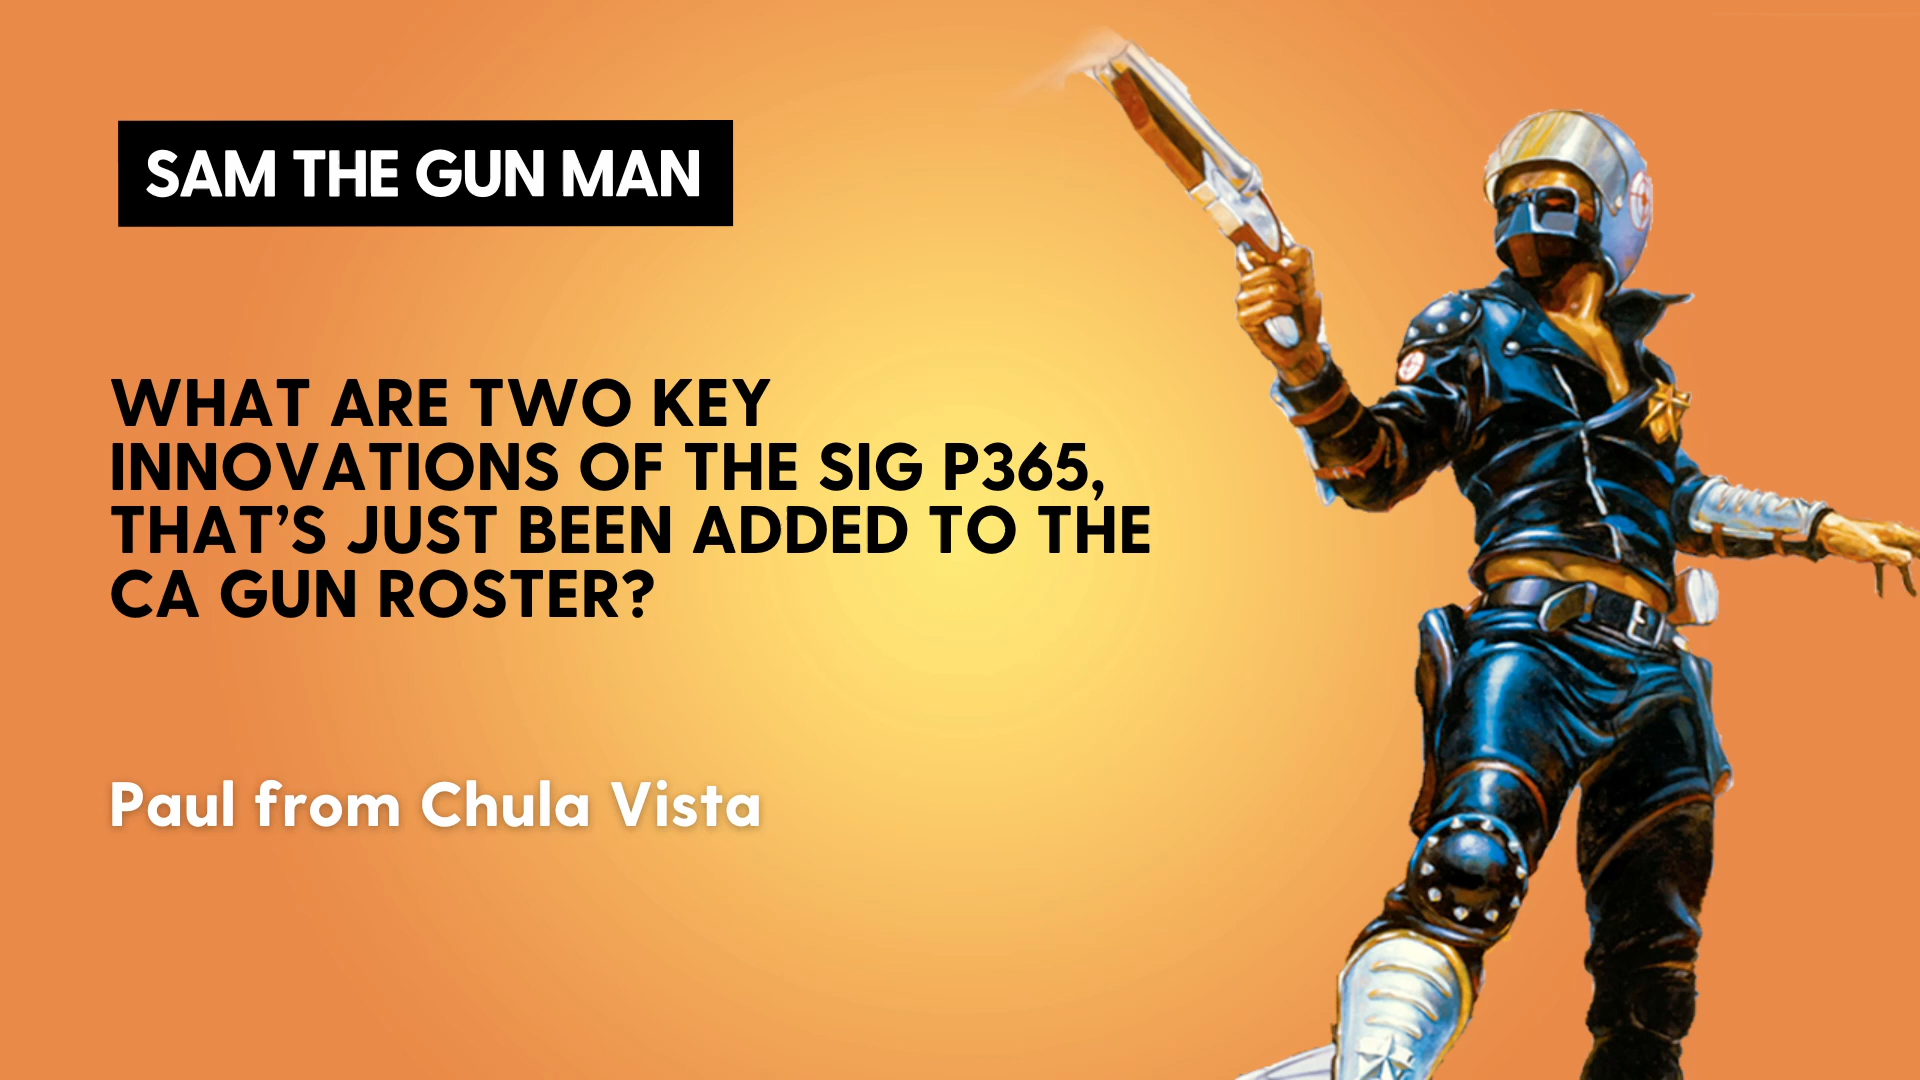 SAM THE GUN MAN
WHAT ARE TWO KEY
INNOVATIONS OF THE SIG P365,
THAT’S JUST BEEN ADDED TO THE
CA GUN ROSTER?
Paul from Chula Vista